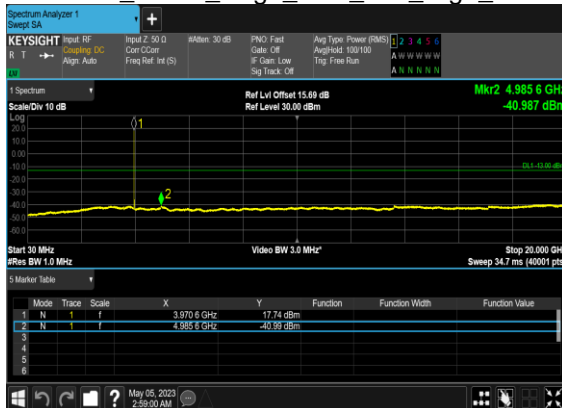 Spectrum Analyzer 1
Swept SA
+
KEYSIGHT Input: RF Input Z: 50 Ω #Atten: 30 dB PNO: Fast Avg Type: Power (RMS) 1 2 3 4 5 6
R T Coupling: DC Corr CCorr Gate: Off Avg|Hold: 100/100 A W W W W W
Align: Auto Freq Ref: Int (S) IF Gain: Low Trig: Free Run
Sig Track: Off A N N N N N
1 Spectrum Ref Lvl Offset 15.69 dB Mkr2 4.985 6 GHz
Scale/Div 10 dB Ref Level 30.00 dBm -40.987 dBm
Log
20.0
10.0
0.00
-10.0
-20.0
-30.0
-40.0
-50.0
-60.0
1
2
DL1 -13.00 dBm
Start 30 MHz Video BW 3.0 MHz* Stop 20.000 GHz
#Res BW 1.0 MHz Sweep 34.7 ms (40001 pts)
5 Marker Table
Mode Trace Scale X Y Function Function Width Function Value
1 N 1 f 3.970 6 GHz 17.74 dBm
2 N 1 f 4.985 6 GHz -40.99 dBm
3
4
5
6
? May 05, 2023
2:59:00 AM